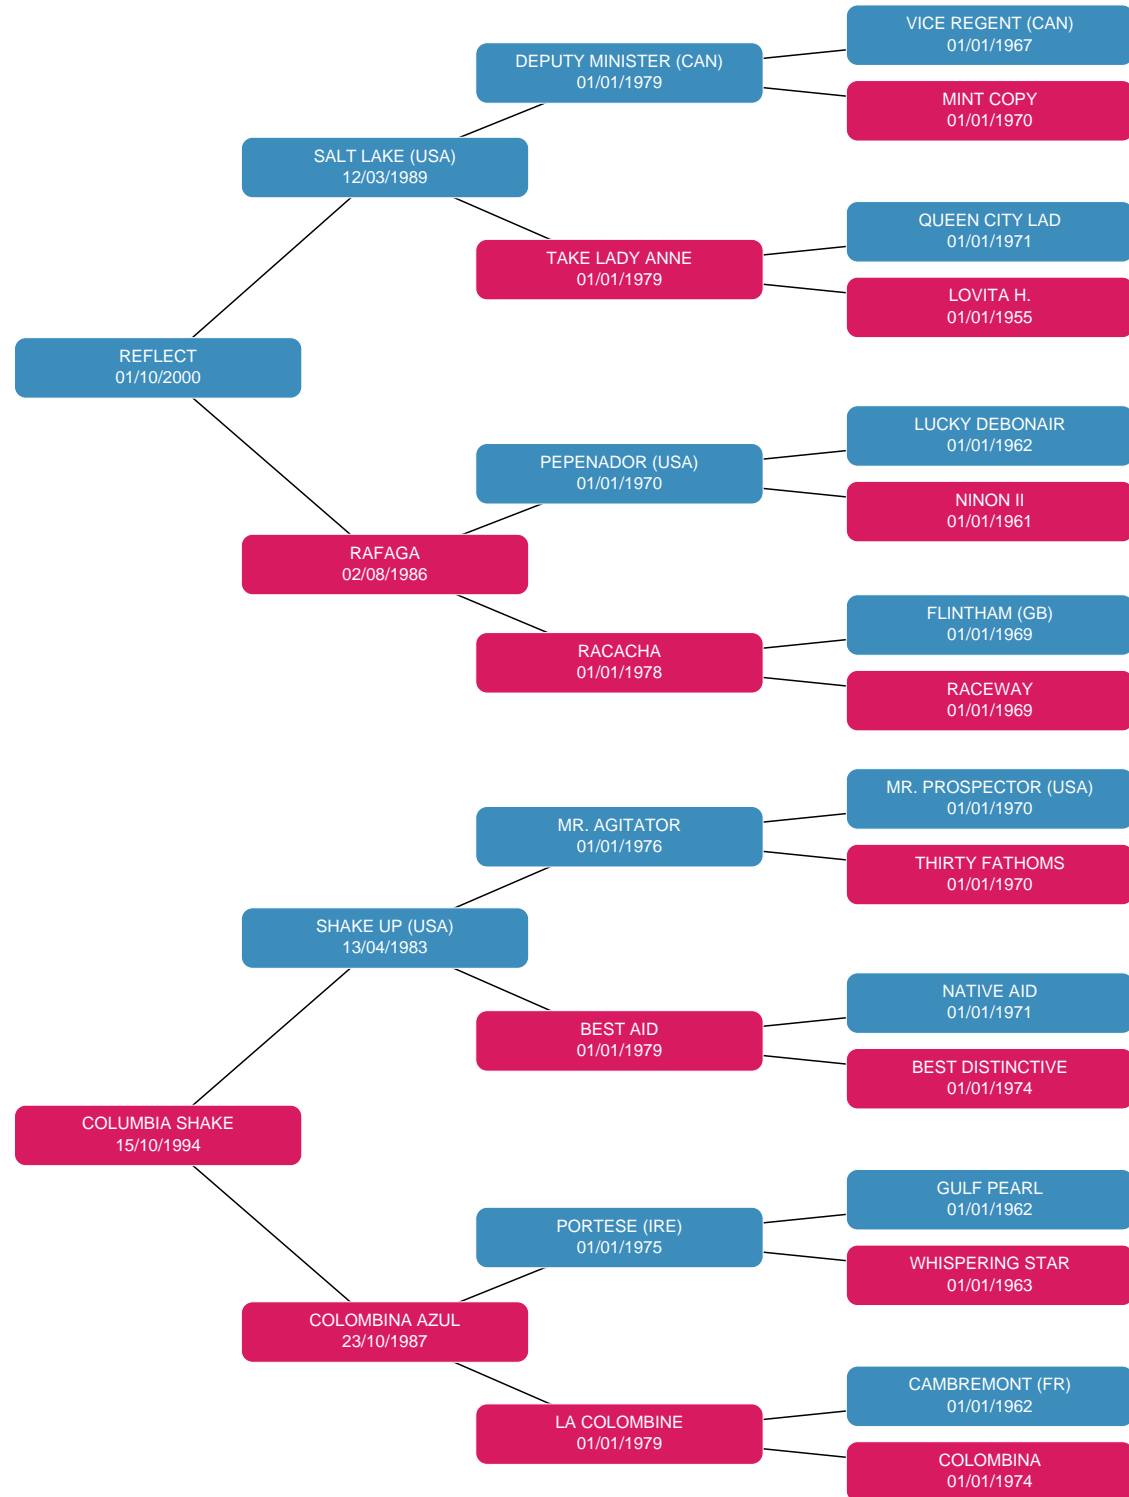 VICE REGENT (CAN)
01/01/1967
DEPUTY MINISTER (CAN)
01/01/1979
MINT COPY
01/01/1970
SALT LAKE (USA)
12/03/1989
QUEEN CITY LAD
01/01/1971
TAKE LADY ANNE
01/01/1979
LOVITA H.
01/01/1955
REFLECT
01/10/2000
LUCKY DEBONAIR
01/01/1962
PEPENADOR (USA)
01/01/1970
NINON II
01/01/1961
RAFAGA
02/08/1986
FLINTHAM (GB)
01/01/1969
RACACHA
01/01/1978
RACEWAY
01/01/1969
MR. PROSPECTOR (USA)
01/01/1970
MR. AGITATOR
01/01/1976
THIRTY FATHOMS
01/01/1970
SHAKE UP (USA)
13/04/1983
NATIVE AID
01/01/1971
BEST AID
01/01/1979
BEST DISTINCTIVE
01/01/1974
COLUMBIA SHAKE
15/10/1994
GULF PEARL
01/01/1962
PORTESE (IRE)
01/01/1975
WHISPERING STAR
01/01/1963
COLOMBINA AZUL
23/10/1987
CAMBREMONT (FR)
01/01/1962
LA COLOMBINE
01/01/1979
COLOMBINA
01/01/1974